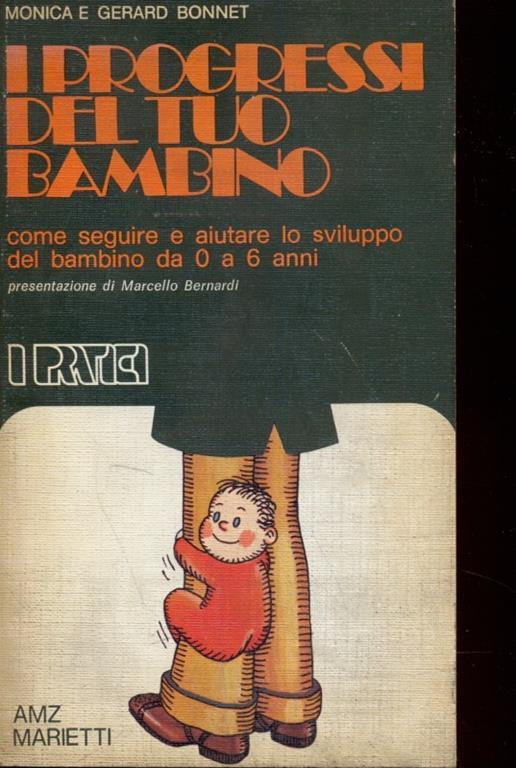 MONICA E GERARD BONNET
I PROGRESSI
DEL TUO
BAMBINO
come seguire e aiutare lo sviluppo
del bambino da 0 a 6 anni
presentazione di Marcello Bernardi
I PRATICI
AMZ
MARIETTI